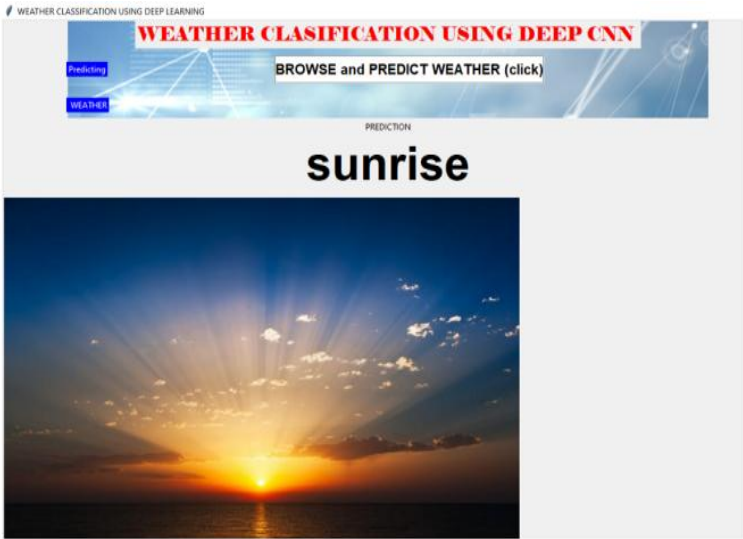 WEATHER CLASSIFICATION USING DEEP LEARNING
WEATHER CLASIFICATION USING DEEP CNN
Predicting
BROWSE and PREDICT WEATHER (click)
WEATHER
PREDICTION
sunrise